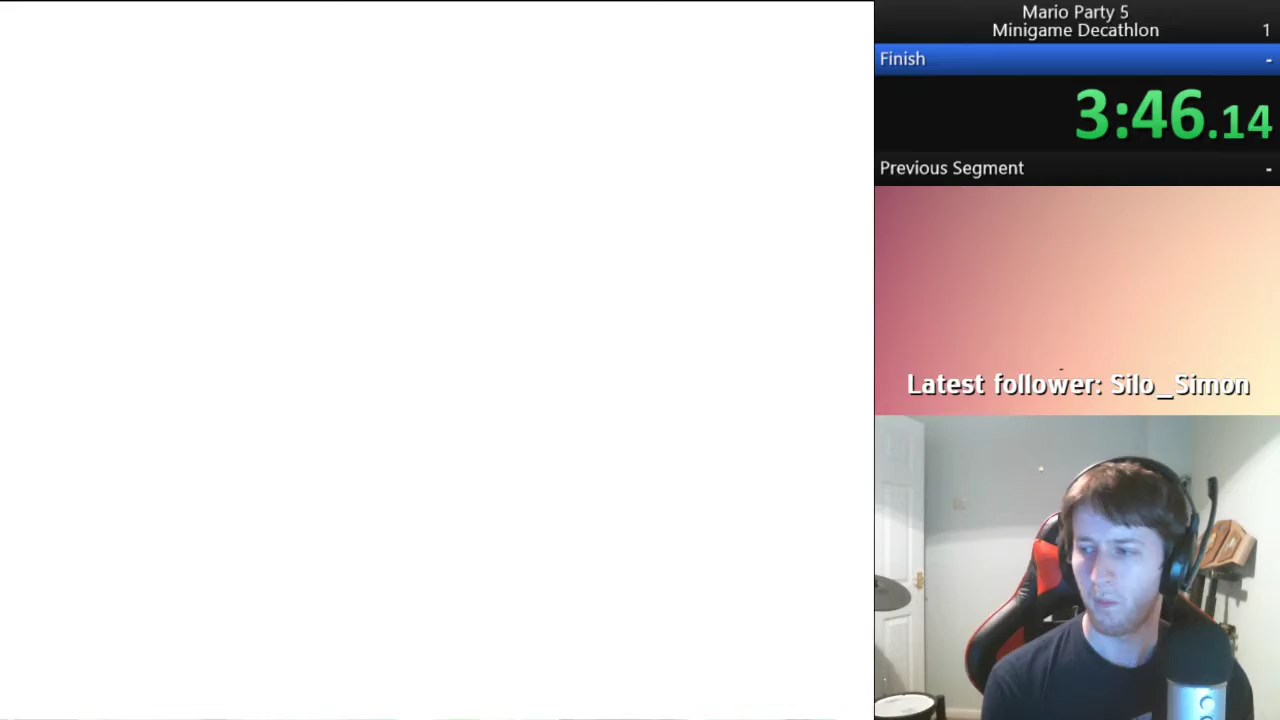 Mario Party 5
Minigame Decathlon 1
Finish -
3:46.14
Previous Segment -
Latest follower: Silo_Simon